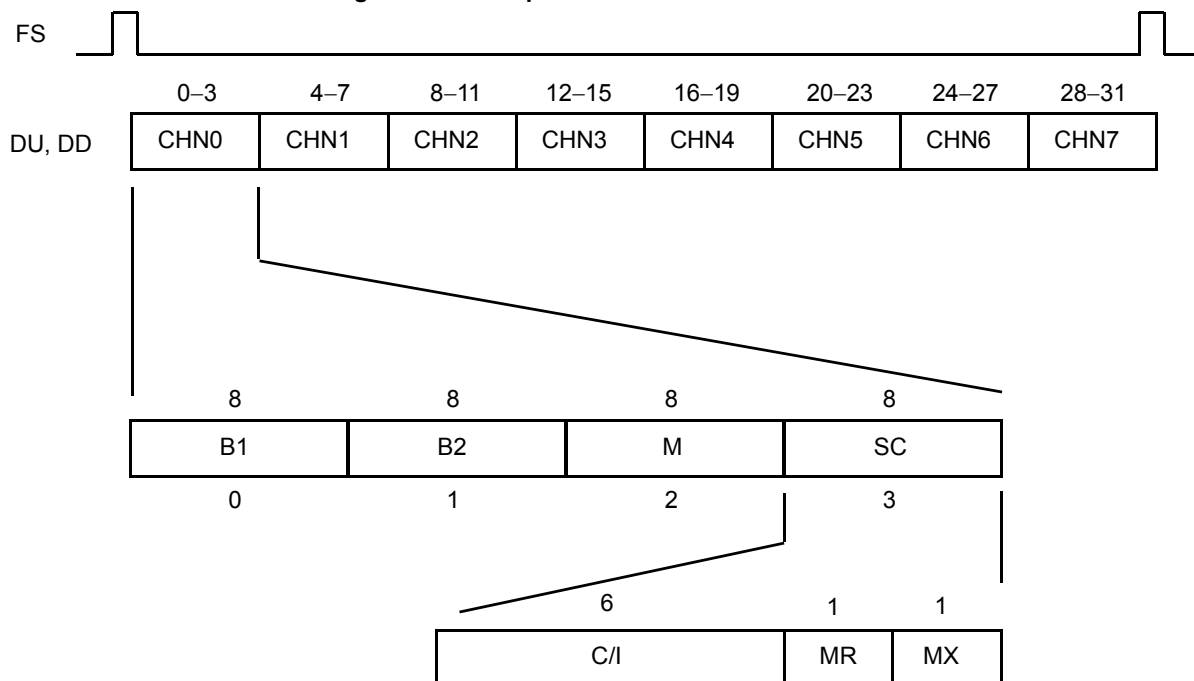 FS
0–3 4–7 8–11 12–15 16–19 20–23 24–27 28–31
DU, DD CHN0 CHN1 CHN2 CHN3 CHN4 CHN5 CHN6 CHN7
8 8 8 8
B1 B2 M SC
0 1 2 3
6 1 1
C/I MR MX